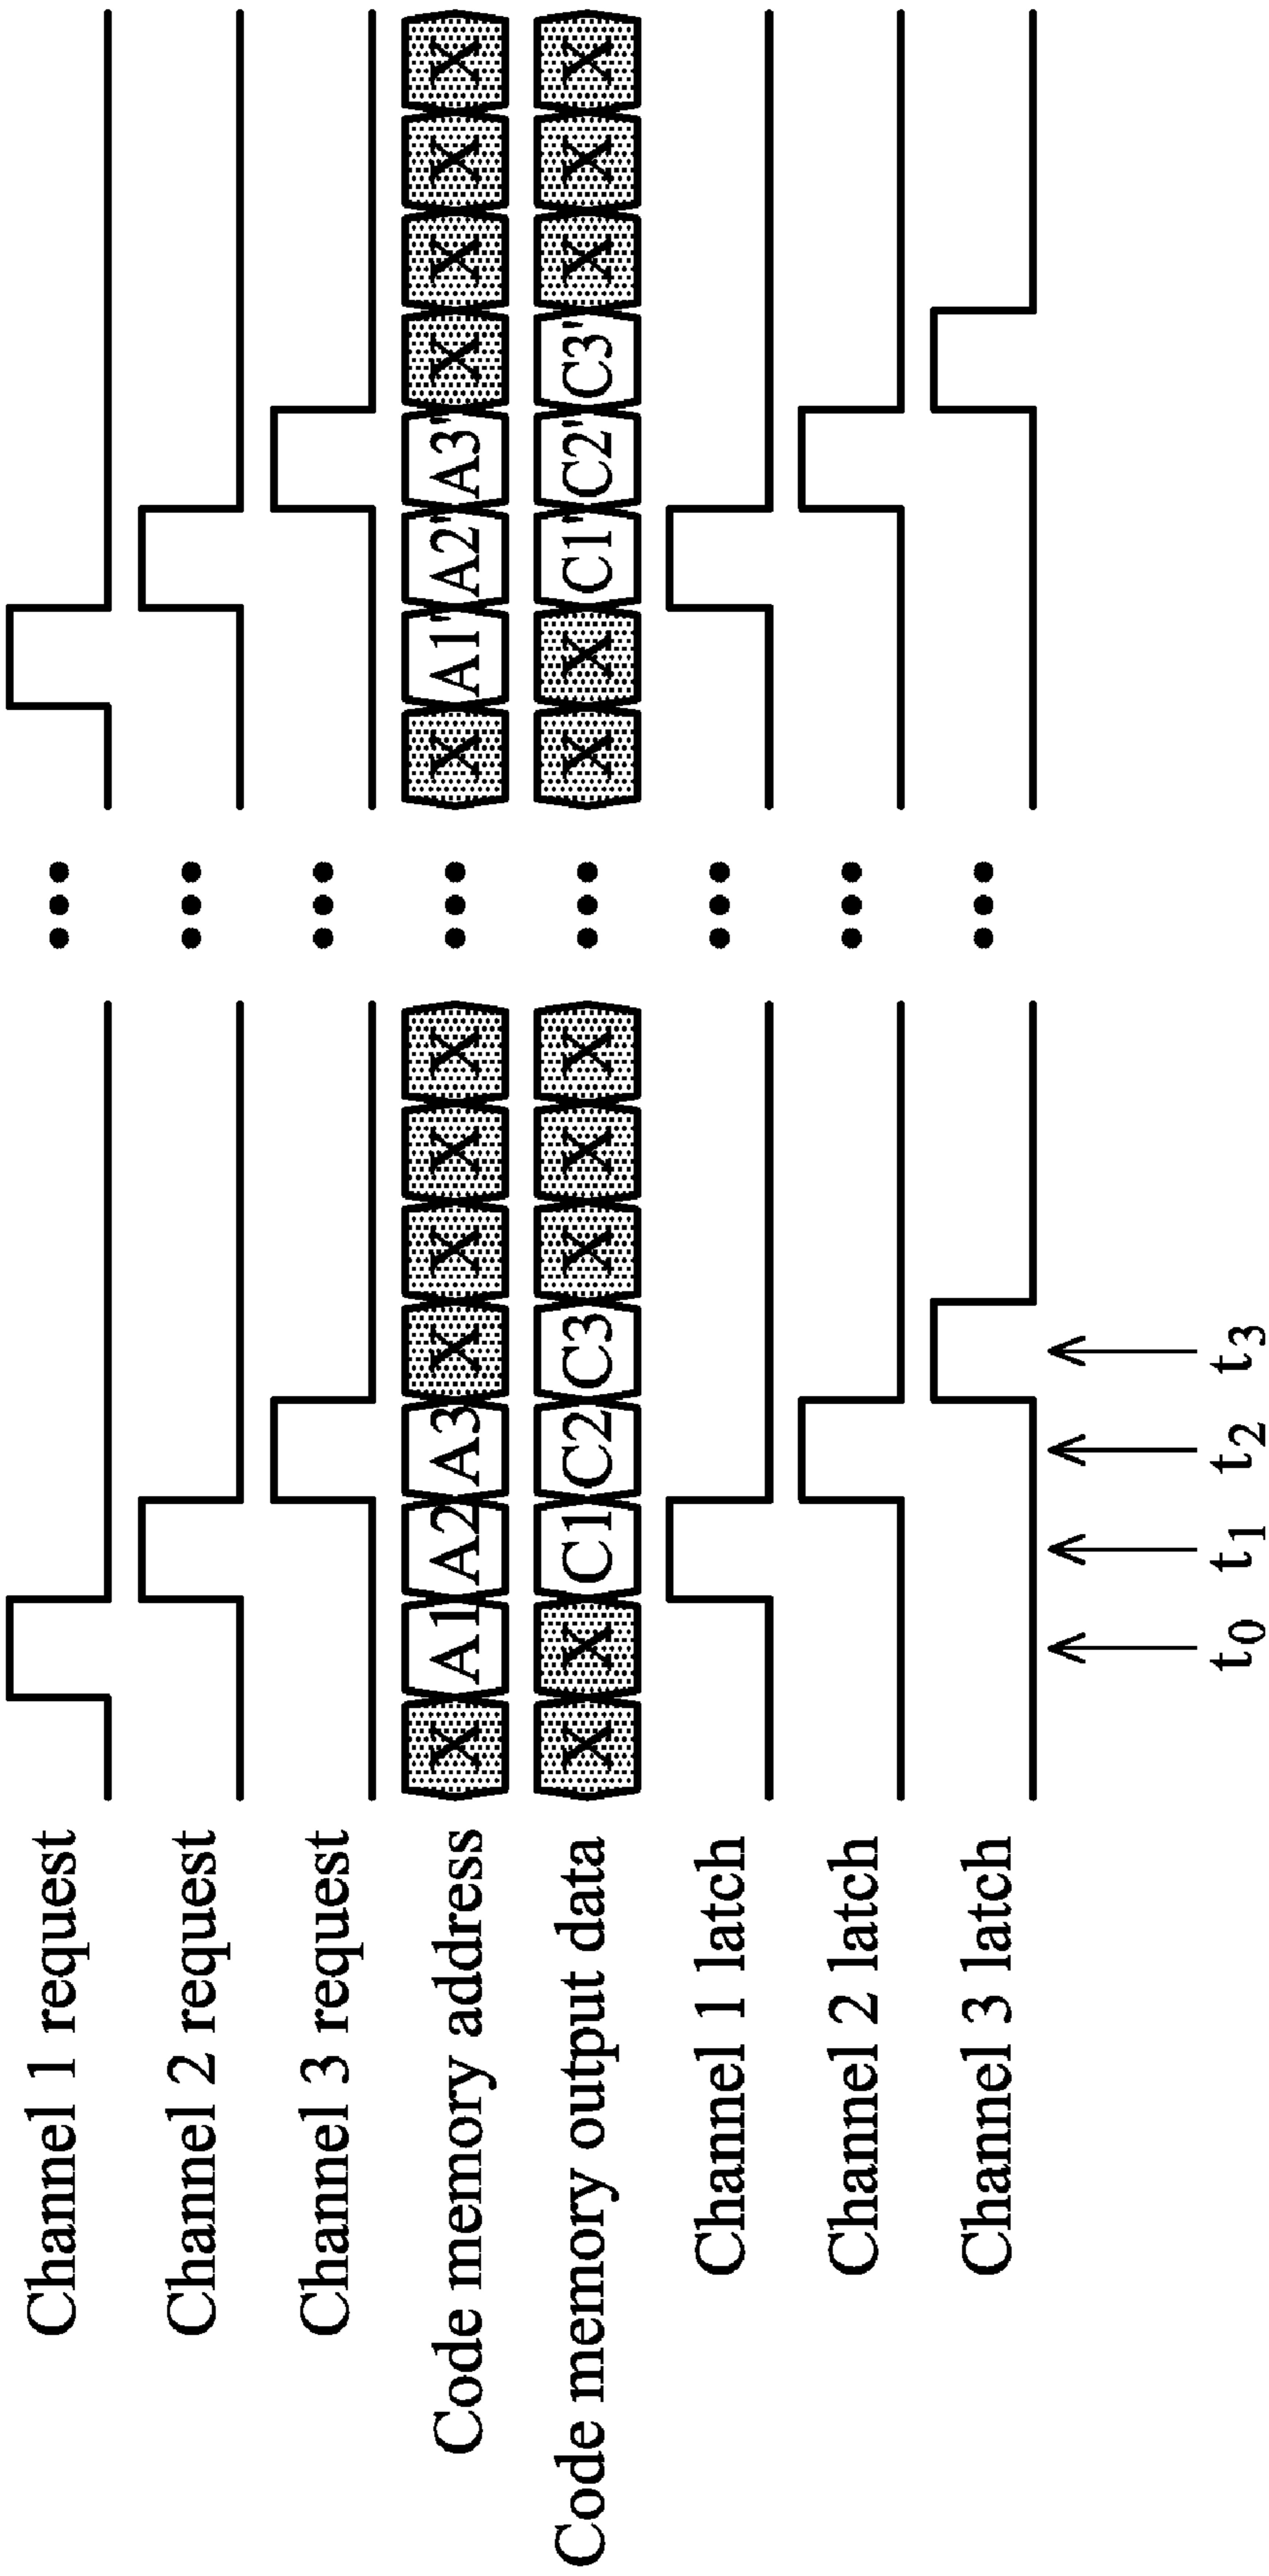 Channel 1 request
Channel 2 request
Channel 3 request
Code memory address X A1 A2 A3 X X X X ••• X A1' A2' A3' X X X X
Code memory output data X X C1 C2 C3 X X X ••• X X C1' C2' C3' X X X
Channel 1 latch
Channel 2 latch
Channel 3 latch
t0 t1 t2 t3